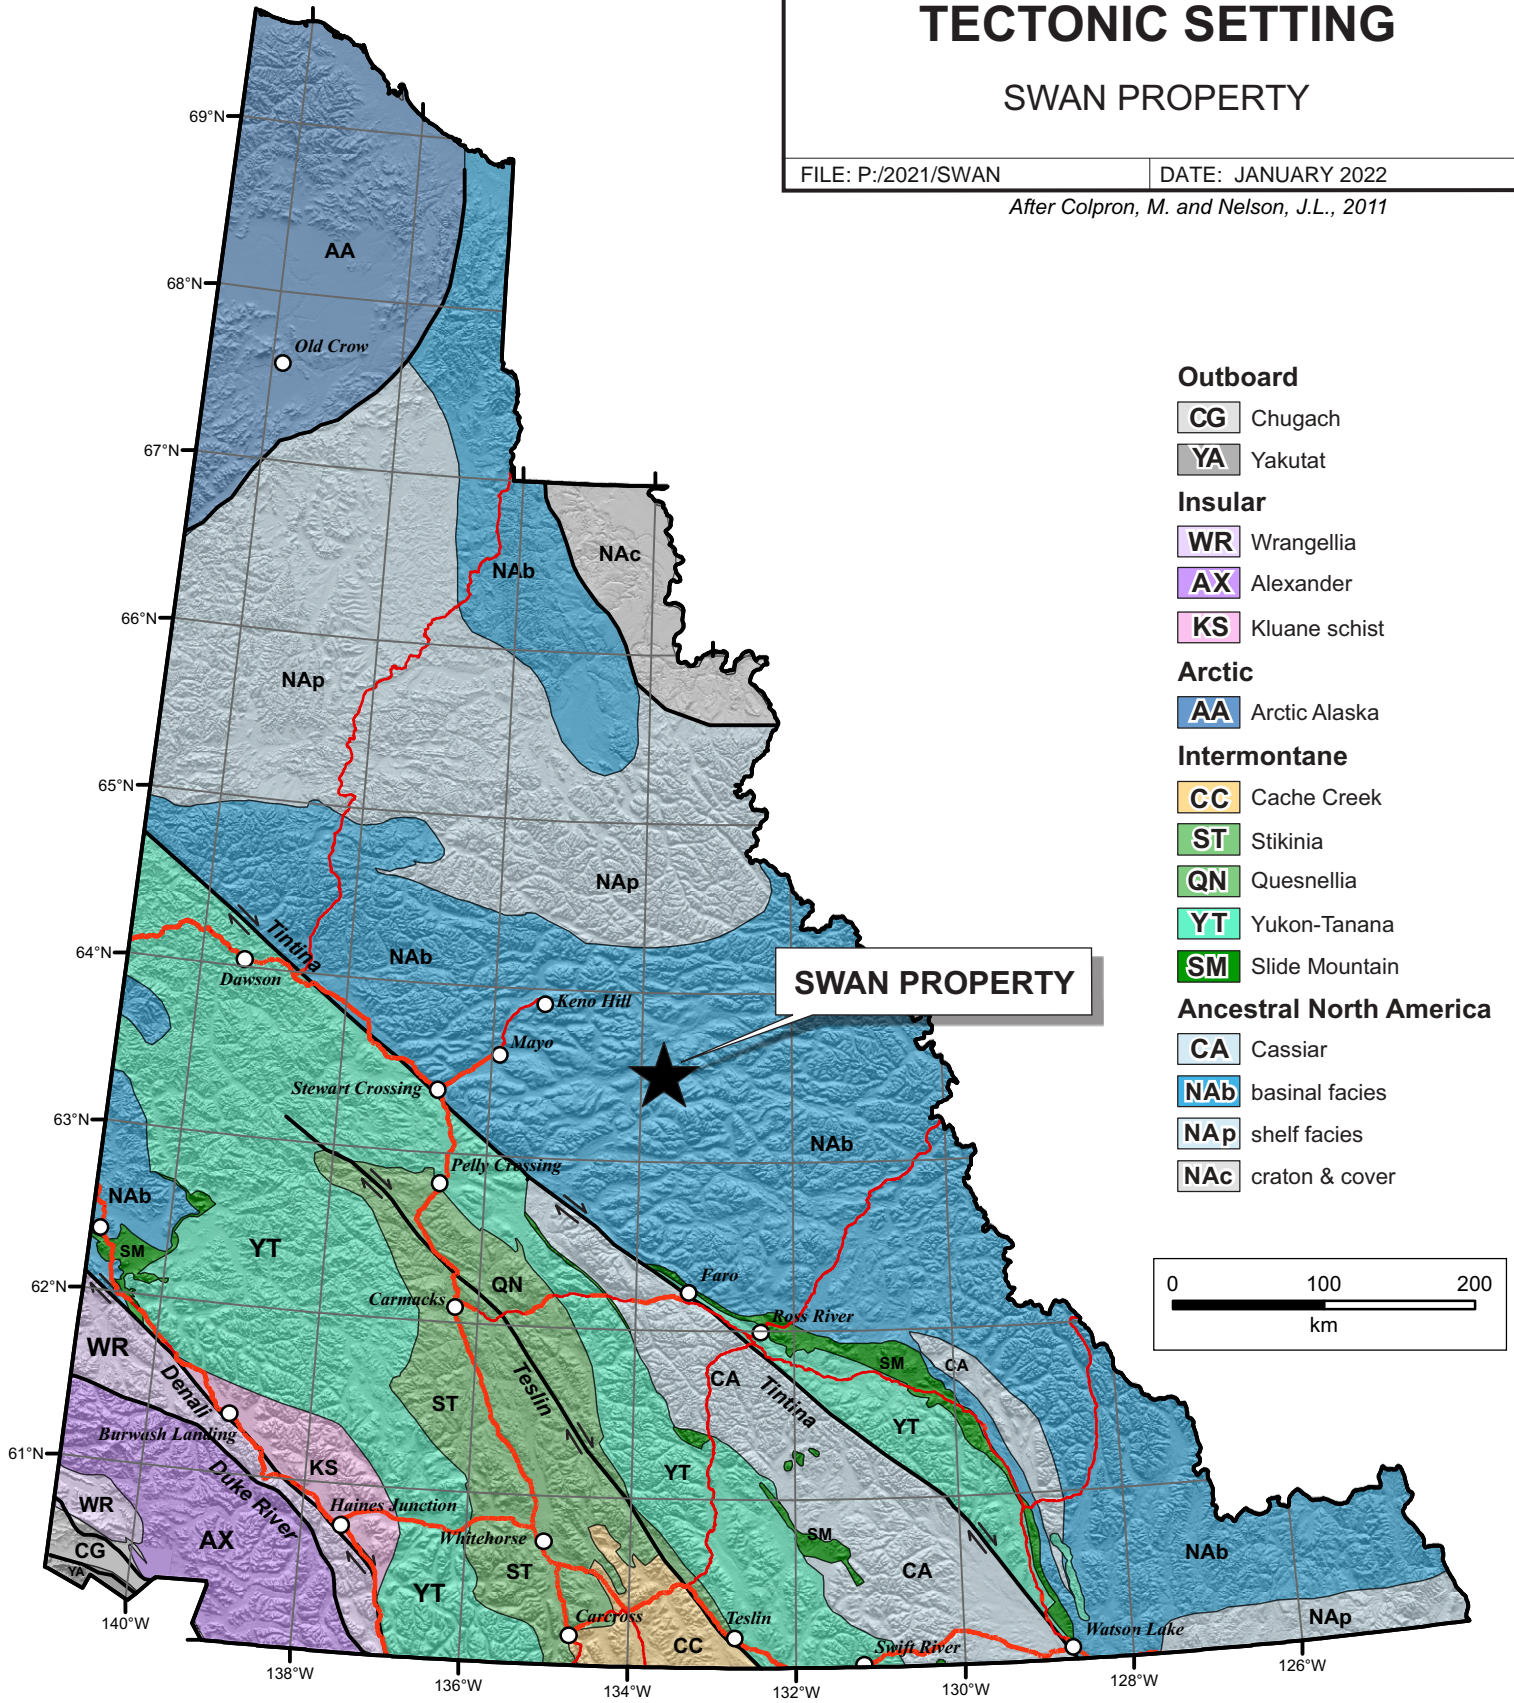 TECTONIC SETTING
SWAN PROPERTY
FILE: P:/2021/SWAN
DATE: JANUARY 2022
After Colpron, M. and Nelson, J.L., 2011
69°N
68°N
67°N
66°N
65°N
64°N
63°N
62°N
61°N
AA
Old Crow
NAb
NAc
NAp
NAp
NAb
Tintina
Dawson
Keno Hill
Mayo
Stewart Crossing
SWAN PROPERTY
NAb
Pelly Crossing
NAb
SM
YT
QN
Carmacks
Faro
Ross River
WR
Denali
ST
Teslin
CA
Tintina
SM
CA
YT
Burwash Landing
KS
Duke River
YT
WR
Haines Junction
Whitehorse
SM
CG
AX
YA
ST
YT
CA
NAb
Carcross
CC
Teslin
Swift River
Watson Lake
NAp
140°W
138°W
136°W
134°W
132°W
130°W
128°W
126°W
Outboard
CG Chugach
YA Yakutat
Insular
WR Wrangellia
AX Alexander
KS Kluane schist
Arctic
AA Arctic Alaska
Intermontane
CC Cache Creek
ST Stikinia
QN Quesnellia
YT Yukon-Tanana
SM Slide Mountain
Ancestral North America
CA Cassiar
NAb basinal facies
NAp shelf facies
NAc craton & cover
0 100 200
km